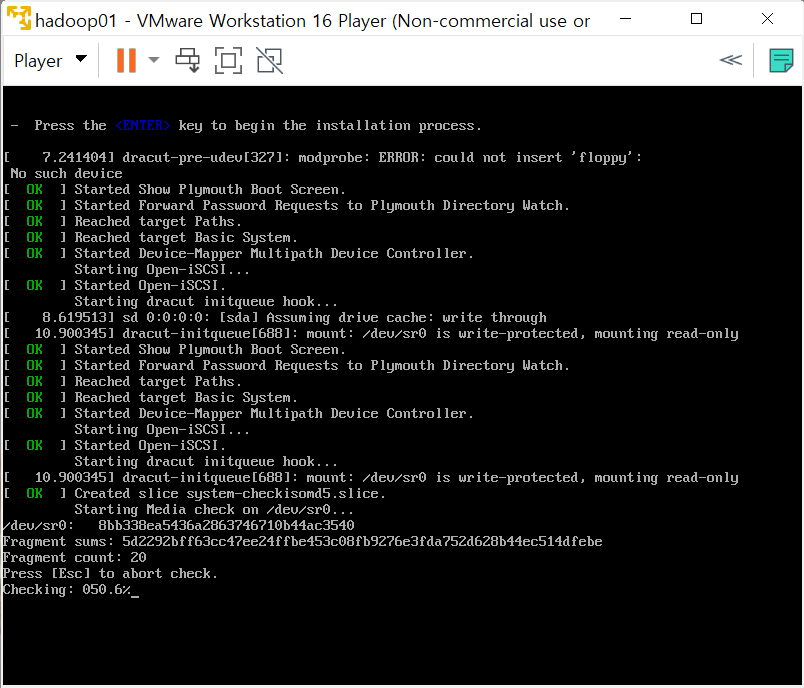 hadoop01 - VMware Workstation 16 Player (Non-commercial use or
Player
- Press the <ENTER> key to begin the installation process.
[    7.241404] dracut-pre-udev[327]: modprobe: ERROR: could not insert 'floppy':
No such device
[  OK  ] Started Show Plymouth Boot Screen.
[  OK  ] Started Forward Password Requests to Plymouth Directory Watch.
[  OK  ] Reached target Paths.
[  OK  ] Reached target Basic System.
[  OK  ] Started Device-Mapper Multipath Device Controller.
Starting Open-iSCSI...
[  OK  ] Started Open-iSCSI.
Starting dracut initqueue hook...
[    8.619513] sd 0:0:0:0: [sda] Assuming drive cache: write through
[   10.900345] dracut-initqueue[688]: mount: /dev/sr0 is write-protected, mounting read-only
[  OK  ] Started Show Plymouth Boot Screen.
[  OK  ] Started Forward Password Requests to Plymouth Directory Watch.
[  OK  ] Reached target Paths.
[  OK  ] Reached target Basic System.
[  OK  ] Started Device-Mapper Multipath Device Controller.
Starting Open-iSCSI...
[  OK  ] Started Open-iSCSI.
Starting dracut initqueue hook...
[   10.900345] dracut-initqueue[688]: mount: /dev/sr0 is write-protected, mounting read-only
[  OK  ] Created slice system-checkisomd5.slice.
Starting Media check on /dev/sr0...
/dev/sr0:   8bb338ea5436a2863746710b44ac3540
Fragment sums: 5d2292bff63cc47ee24ffbe453c08fb9276e3fda752d628b44ec514dfebe
Fragment count: 20
Press [Esc] to abort check.
Checking: 050.6%_